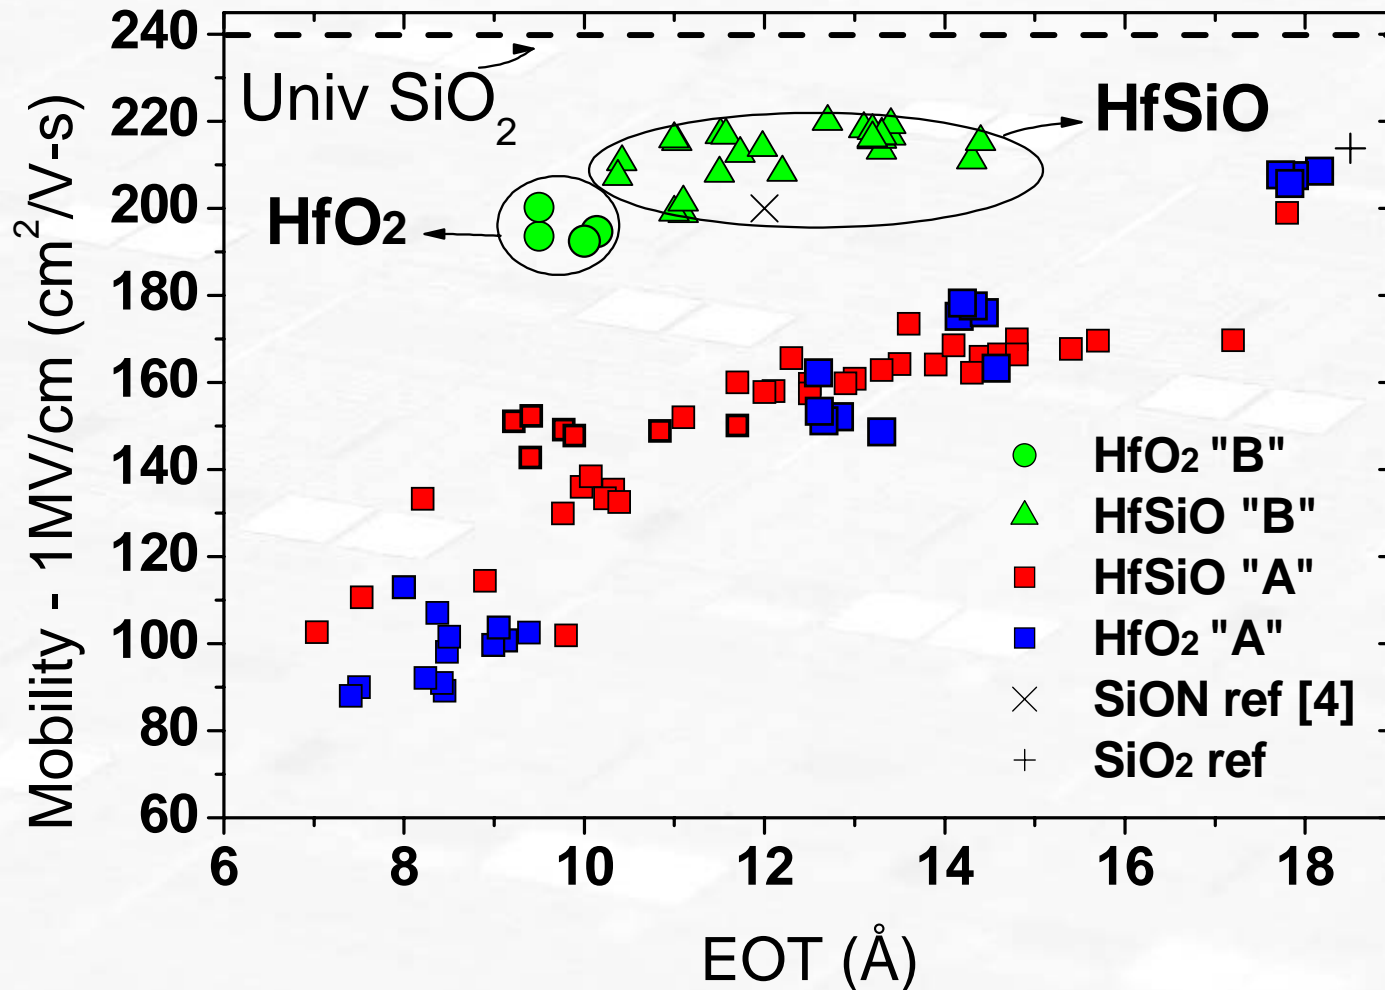 240
220
200
180
160
140
120
100
80
60
Mobility - 1MV/cm (cm²/V-s)
Univ SiO₂
HfSiO
HfO₂
HfO₂ "B"
HfSiO "B"
HfSiO "A"
HfO₂ "A"
SiON ref [4]
SiO₂ ref
6 8 10 12 14 16 18
EOT (Å)